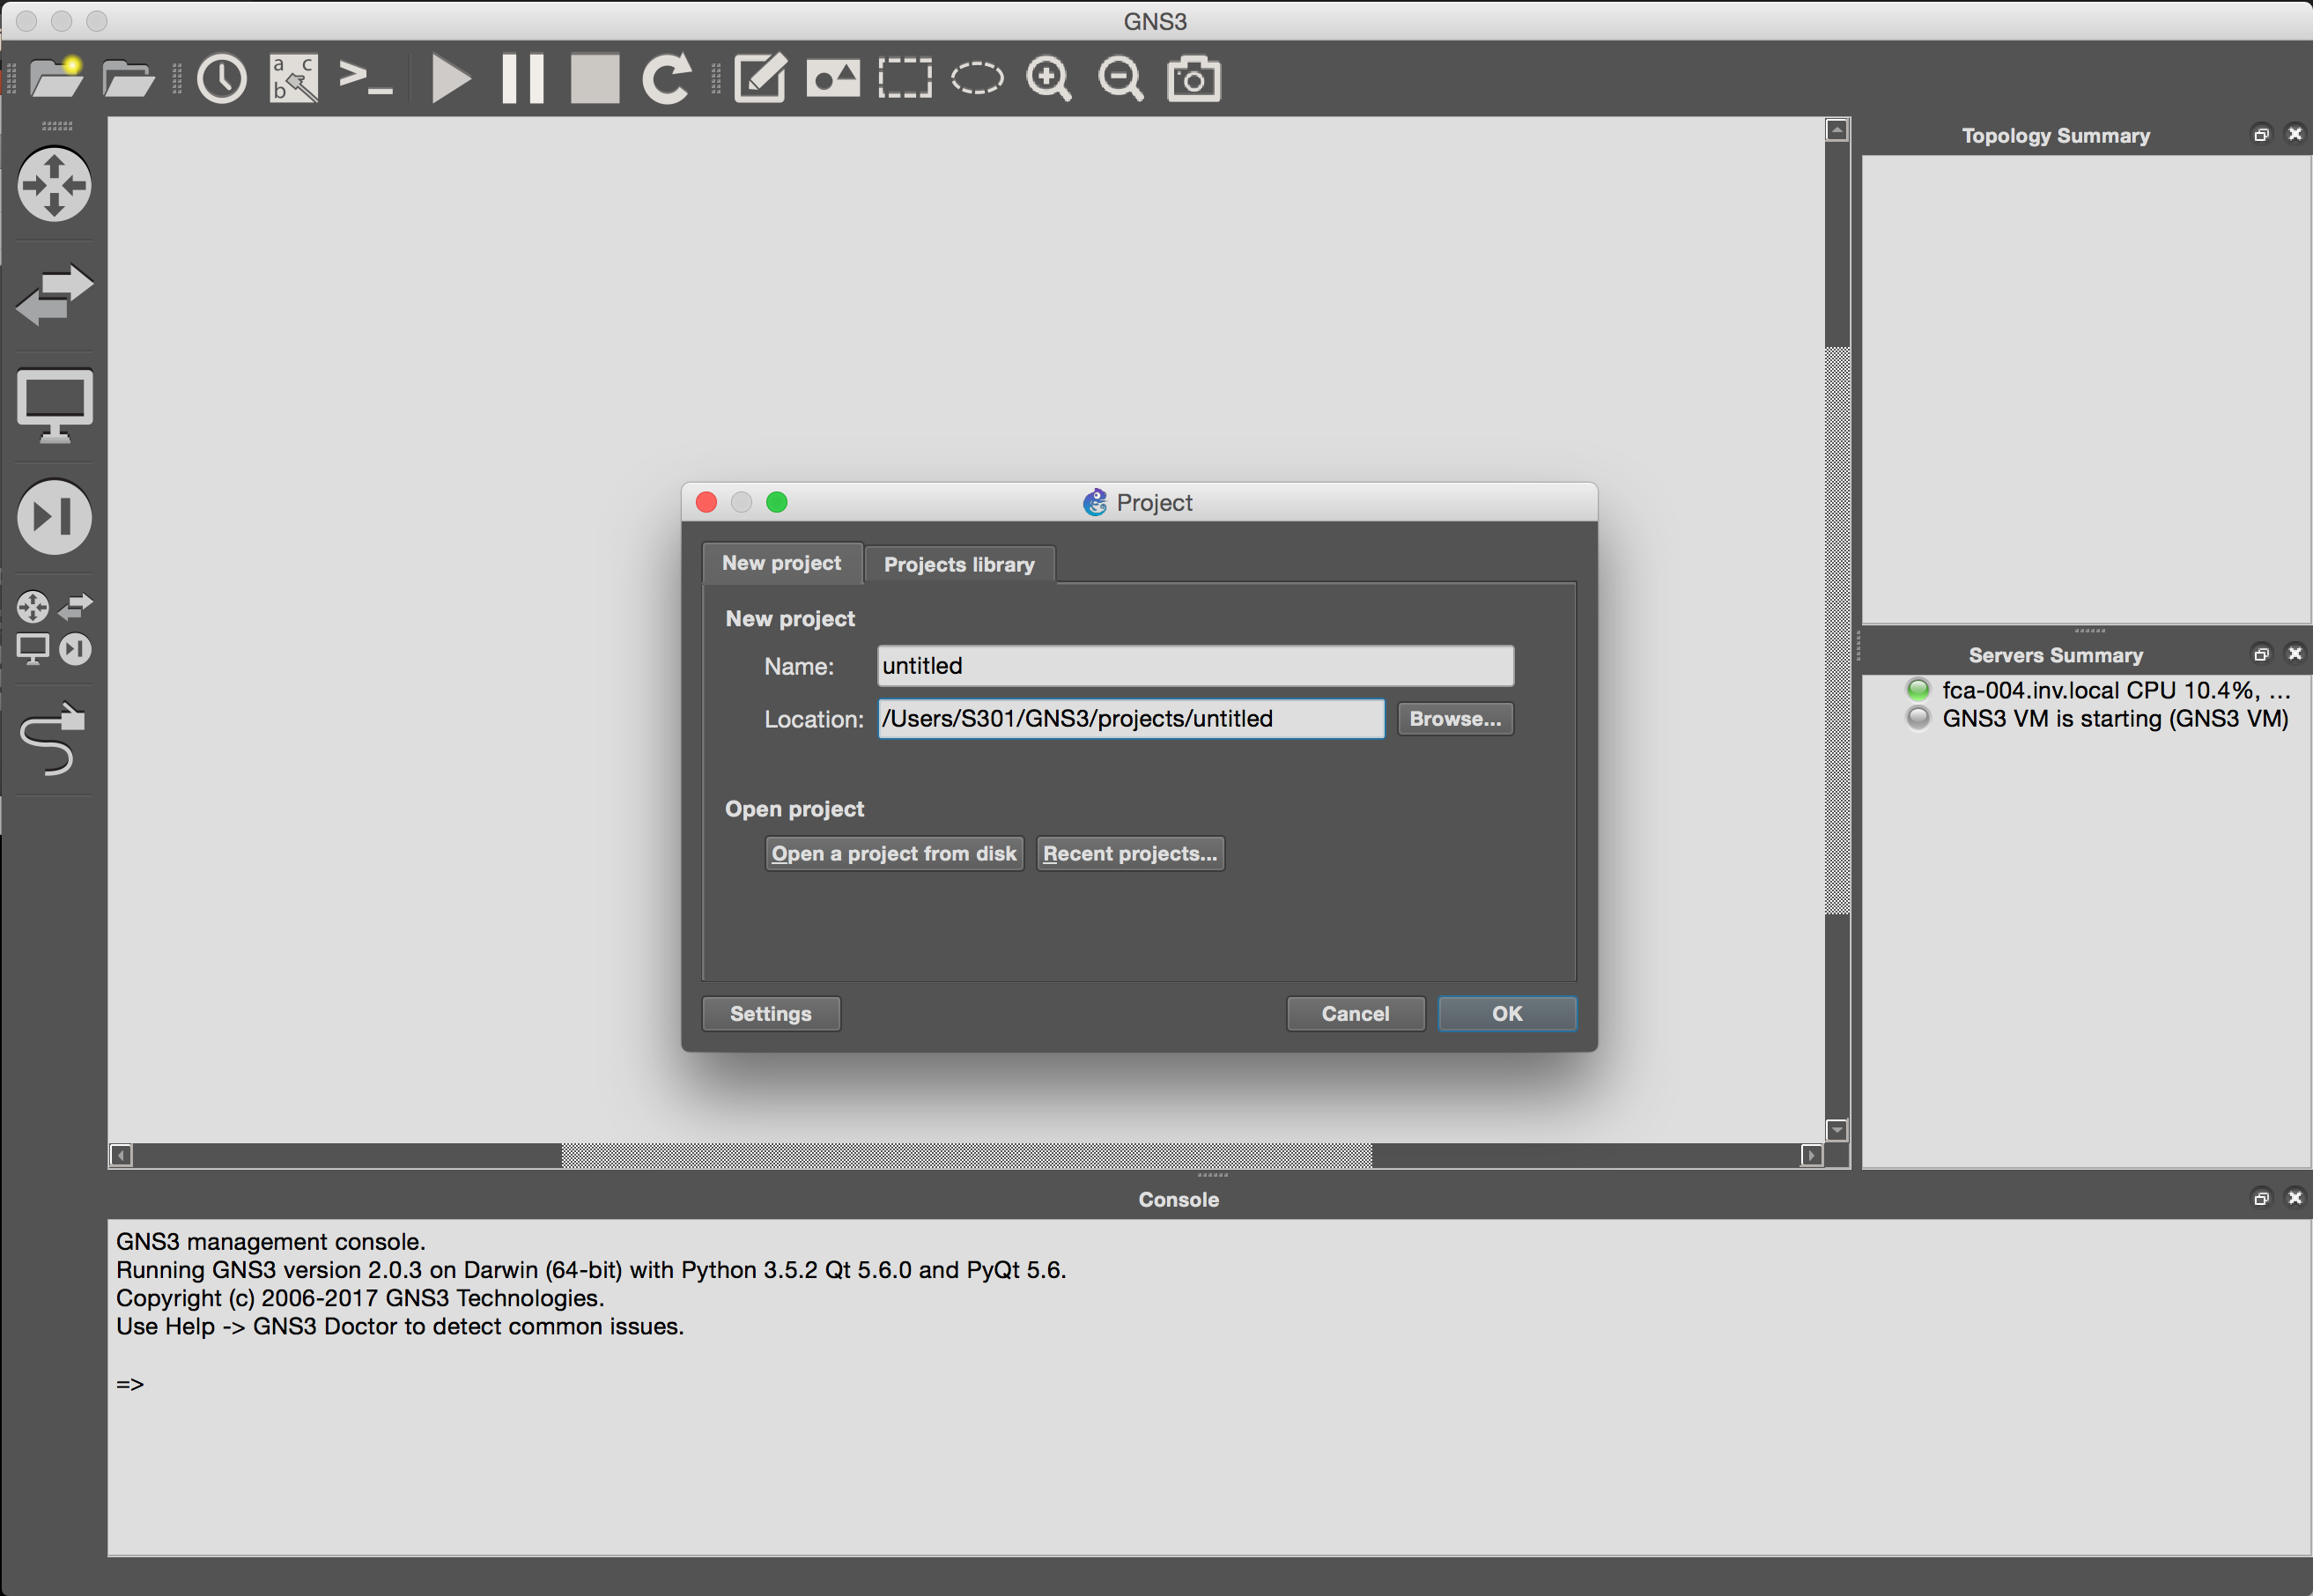 GNS3
a c
b
>_
Topology Summary
Project
New project
Projects library
New project
Name:
untitled
Location:
/Users/S301/GNS3/projects/untitled
Browse...
Open project
Open a project from disk
Recent projects...
Settings
Cancel
OK
Servers Summary
fca-004.inv.local CPU 10.4%, ...
GNS3 VM is starting (GNS3 VM)
Console
GNS3 management console.
Running GNS3 version 2.0.3 on Darwin (64-bit) with Python 3.5.2 Qt 5.6.0 and PyQt 5.6.
Copyright (c) 2006-2017 GNS3 Technologies.
Use Help -> GNS3 Doctor to detect common issues.
=>